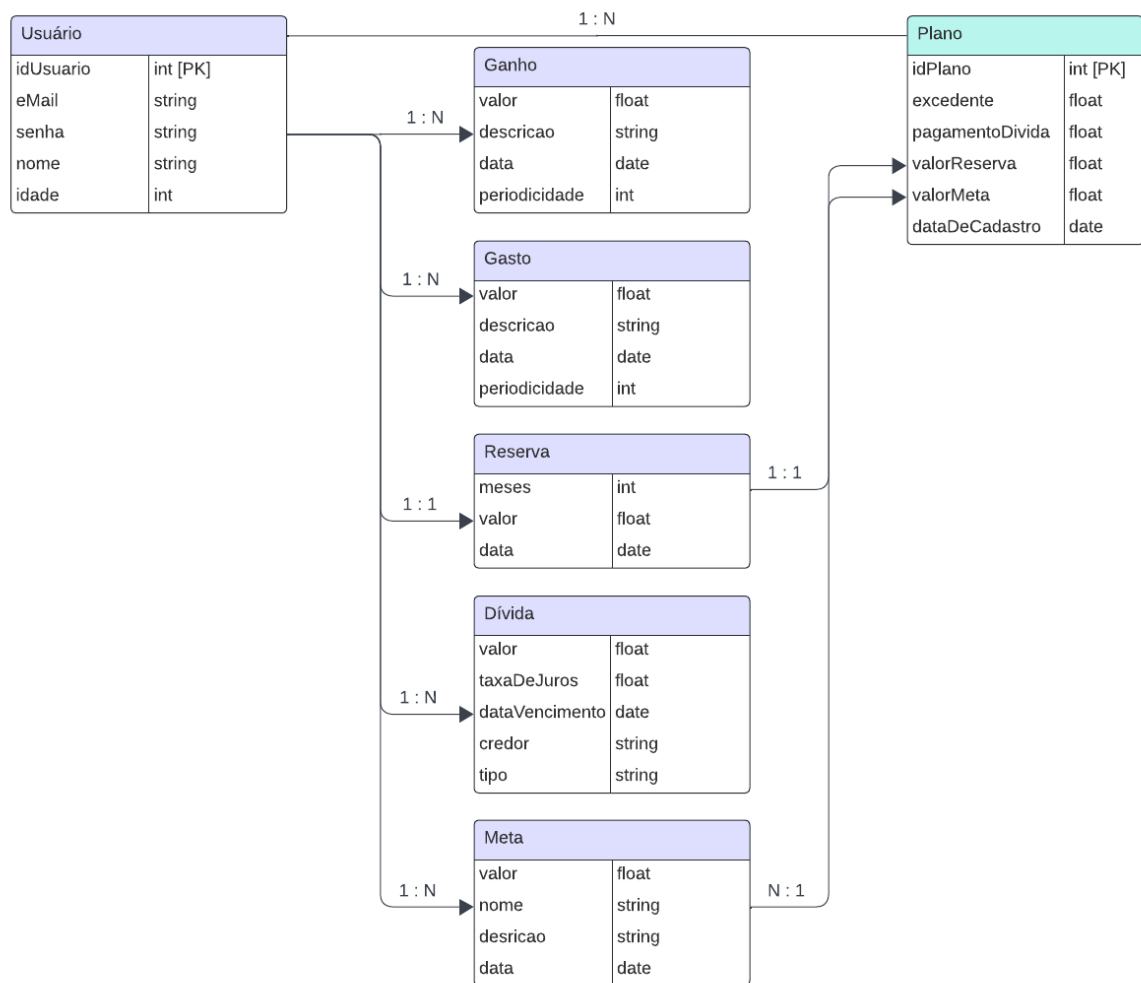 1 : N
Usuário
idUsuario int [PK]
eMail string
senha string
nome string
idade int
Plano
idPlano int [PK]
excedente float
pagamentoDivida float
valorReserva float
valorMeta float
dataDeCadastro date
1 : N
Ganho
valor float
descricao string
data date
periodicidade int
1 : N
Gasto
valor float
descricao string
data date
periodicidade int
1 : 1
Reserva
meses int
valor float
data date
1 : 1
1 : N
Dívida
valor float
taxaDeJuros float
dataVencimento date
credor string
tipo string
1 : N
Meta
valor float
nome string
desricao string
data date
N : 1